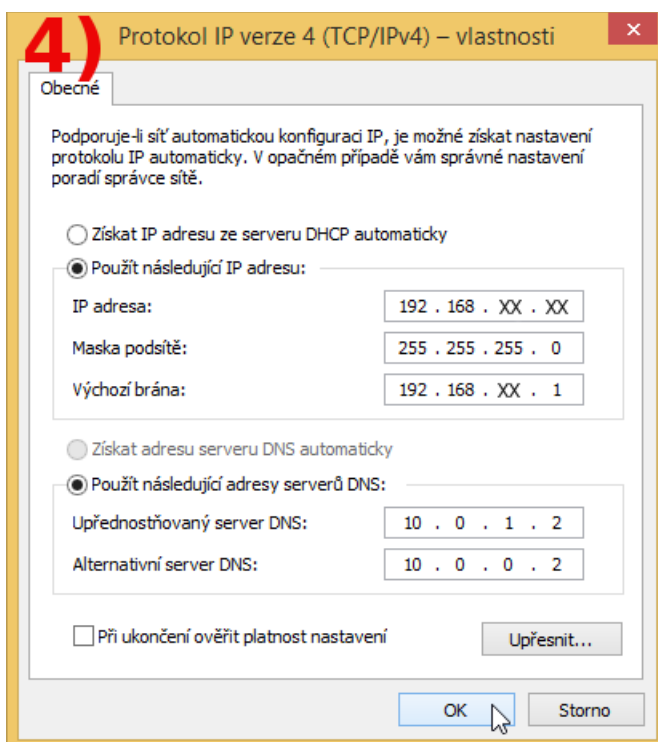 4)
Protokol IP verze 4 (TCP/IPv4) – vlastnosti
Obecné
Podporuje-li síť automatickou konfiguraci IP, je možné získat nastavení
protokolu IP automaticky. V opačném případě vám správné nastavení
poradí správce sítě.
Získat IP adresu ze serveru DHCP automaticky
Použít následující IP adresu:
IP adresa: 192 . 168 . XX . XX
Maska podsítě: 255 . 255 . 255 . 0
Výchozí brána: 192 . 168 . XX . 1
Získat adresu serveru DNS automaticky
Použít následující adresy serverů DNS:
Upřednostňovaný server DNS: 10 . 0 . 1 . 2
Alternativní server DNS: 10 . 0 . 0 . 2
Při ukončení ověřit platnost nastavení
Upřesnit...
OK Storno